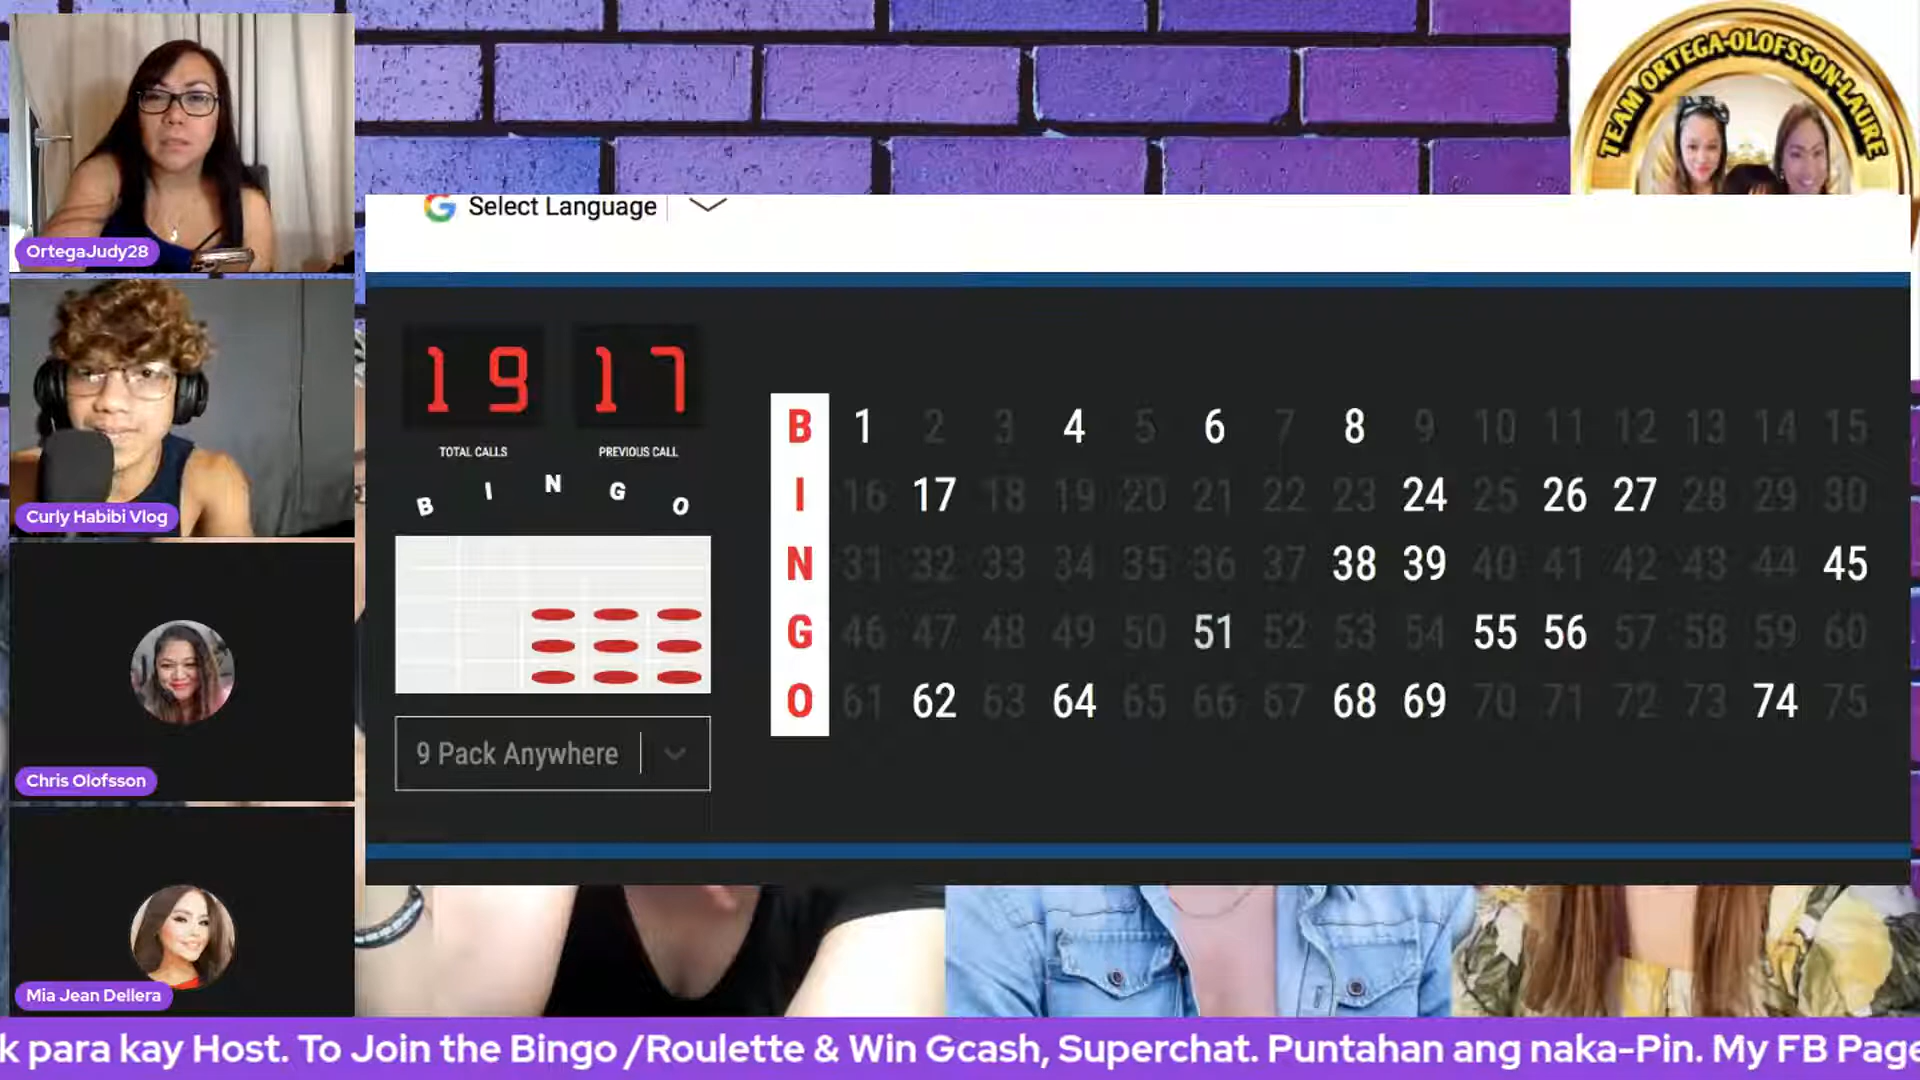 TEAM ORTEGA-OLOFSSON-LAURE
OrtegaJudy28
Select Language
19 17
TOTAL CALLS PREVIOUS CALL
B I N G O
9 Pack Anywhere
B 1 2 3 4 5 6 7 8 9 10 11 12 13 14 15
I 16 17 18 19 20 21 22 23 24 25 26 27 28 29 30
N 31 32 33 34 35 36 37 38 39 40 41 42 43 44 45
G 46 47 48 49 50 51 52 53 54 55 56 57 58 59 60
O 61 62 63 64 65 66 67 68 69 70 71 72 73 74 75
Curly Habibi Vlog
Chris Olofsson
Mia Jean Dellera
k para kay Host. To Join the Bingo /Roulette & Win Gcash, Superchat. Puntahan ang naka-Pin. My FB Page